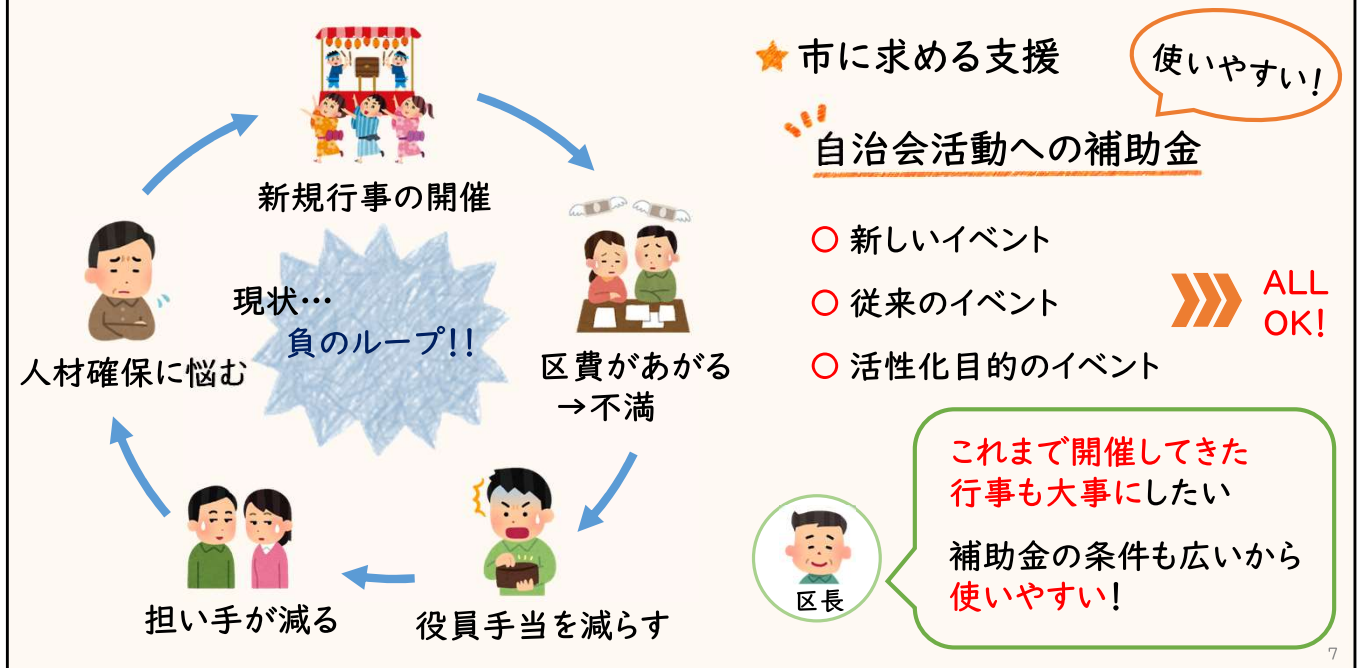 新規行事の開催
区費があがる
→不満
役員手当を減らす
担い手が減る
人材確保に悩む
現状…
負のループ!!
市に求める支援
使いやすい!
自治会活動への補助金
○ 新しいイベント
○ 従来のイベント
○ 活性化目的のイベント
ALL
OK!
これまで開催してきた
行事も大事にしたい
補助金の条件も広いから
使いやすい!
区長
7